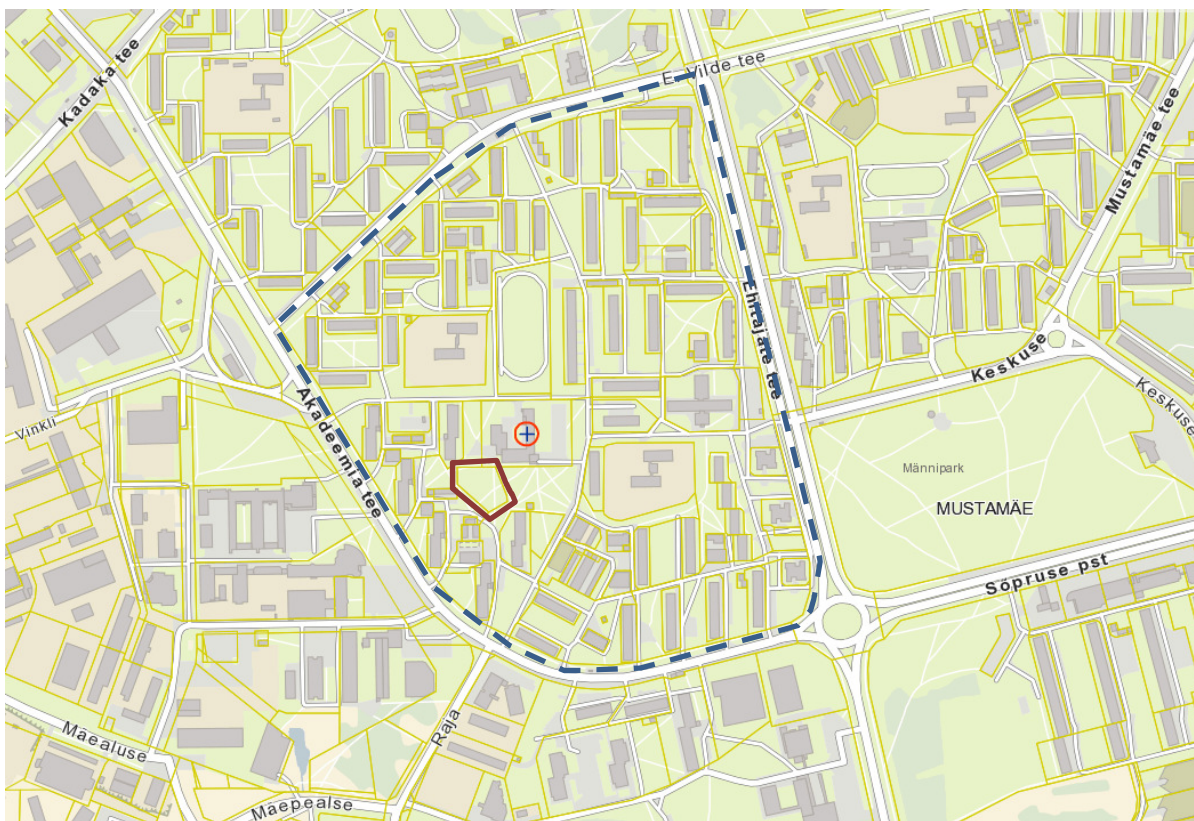 E. Vilde tee
Kadaka tee
Mustamäe tee
Ehitajate tee
Keskuse
Keskuse
Akadeemia tee
Vinkli
Männipark
MUSTAMÄE
Sõpruse pst
Raja
Mäealuse
Mäepealse